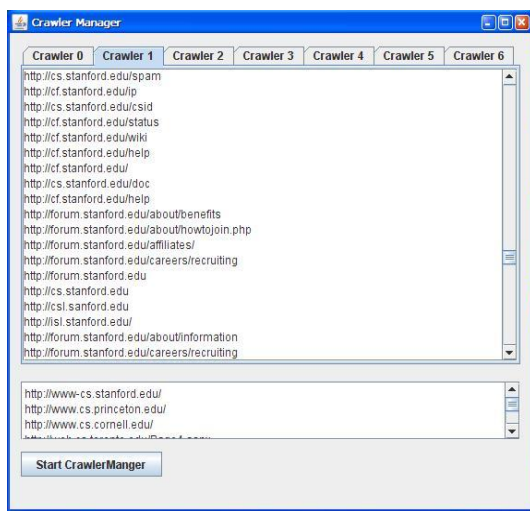 Crawler Manager
Crawler 0 Crawler 1 Crawler 2 Crawler 3 Crawler 4 Crawler 5 Crawler 6
http://cs.stanford.edu/spam
http://cf.stanford.edu/ip
http://cs.stanford.edu/csid
http://cf.stanford.edu/status
http://cf.stanford.edu/wiki
http://cf.stanford.edu/help
http://cf.stanford.edu/
http://cs.stanford.edu/doc
http://cf.stanford.edu/help
http://forum.stanford.edu/about/benefits
http://forum.stanford.edu/about/howtojoin.php
http://forum.stanford.edu/affiliates/
http://forum.stanford.edu/careers/recruiting
http://forum.stanford.edu
http://cs.stanford.edu
http://csl.sanford.edu
http://isl.stanford.edu/
http://forum.stanford.edu/about/information
http://forum.stanford.edu/careers/recruiting
http://www-cs.stanford.edu/
http://www.cs.princeton.edu/
http://www.cs.cornell.edu/
Start CrawlerManger